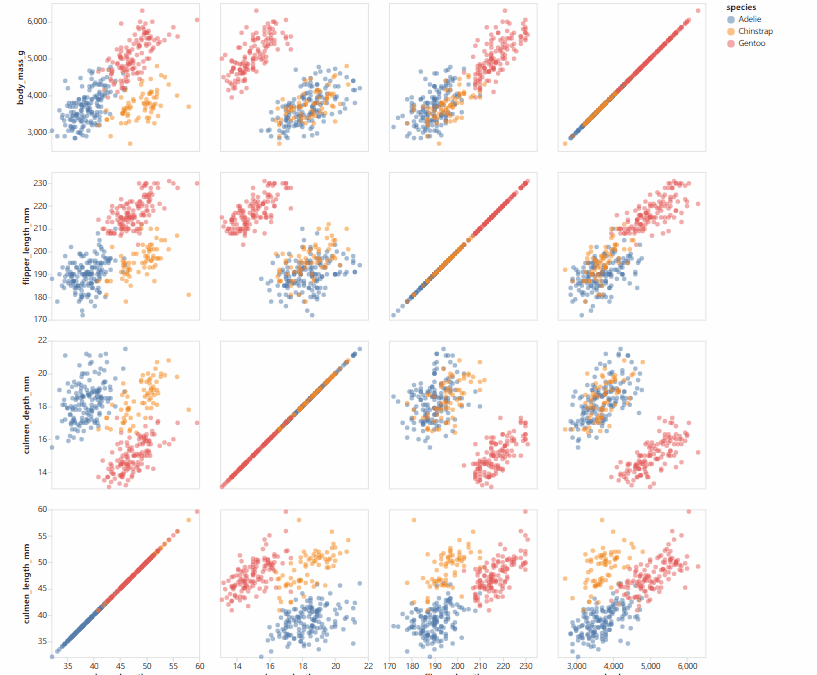 species
Adelie
Chinstrap
Gentoo
body_mass_g
6,000
5,000
4,000
3,000
flipper_length_mm
230
220
210
200
190
180
170
culmen_depth_mm
22
20
18
16
14
culmen_length_mm
60
55
50
45
40
35
35 40 45 50 55 60
14 16 18 20 22
170 180 190 200 210 220 230
3,000 4,000 5,000 6,000